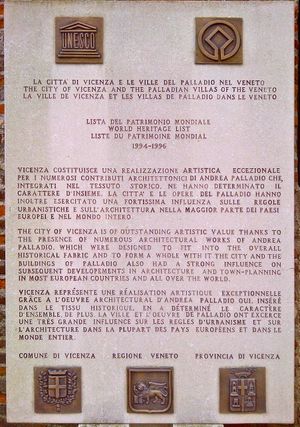 UNESCO
LA CITTA' DI VICENZA E LE VILLE DEL PALLADIO NEL VENETO
THE CITY OF VICENZA AND THE PALLADIAN VILLAS OF THE VENETO
LA VILLE DE VICENZA ET LES VILLAS DE PALLADIO DANS LE VENETO
LISTA DEL PATRIMONIO MONDIALE
WORLD HERITAGE LIST
LISTE DU PATRIMOINE MONDIAL
1994-1996
VICENZA COSTITUISCE UNA REALIZZAZIONE ARTISTICA ECCEZIONALE
PER I NUMEROSI CONTRIBUTI ARCHITETTONICI DI ANDREA PALLADIO CHE,
INTEGRATI NEL TESSUTO STORICO, NE HANNO DETERMINATO IL
CARATTERE D'INSIEME. LA CITTA' E LE OPERE DEL PALLADIO HANNO
INOLTRE ESERCITATO UNA FORTISSIMA INFLUENZA SULLE REGOLE
URBANISTICHE E SULL'ARCHITETTURA NELLA MAGGIOR PARTE DEI PAESI
EUROPEI E NEL MONDO INTERO.
THE CITY OF VICENZA IS OF OUTSTANDING ARTISTIC VALUE THANKS TO
THE PRESENCE OF NUMEROUS ARCHITECTURAL WORKS OF ANDREA
PALLADIO, WHICH WERE DESIGNED TO FIT INTO THE OVERALL
HISTORICAL FABRIC AND TO FORM A WHOLE WITH IT. THE CITY AND THE
BUILDINGS OF PALLADIO ALSO HAD A STRONG INFLUENCE ON
SUBSEQUENT DEVELOPMENTS IN ARCHITECTURE AND TOWN-PLANNING
IN MOST EUROPEAN COUNTRIES AND ALL OVER THE WORLD.
VICENZA REPRÉSENTE UNE RÉALISATION ARTISTIQUE EXCEPTIONNELLE
GRÂCE A L'OEUVRE ARCHITECTURAL D'ANDREA PALLADIO QUI, INSÉRÉ
DANS LE TISSU HISTORIQUE, EN A DÉTERMINÉ LE CARACTÈRE
D'ENSEMBLE. DE PLUS, LA VILLE ET L'OEUVRE DE PALLADIO ONT EXCERCE
UNE TRÈS GRANDE INFLUENCE SUR LES REGLES D'URBANISME ET SUR
L'ARCHITECTURE DANS LA PLUPART DES PAYS EUROPÉENS ET DANS LE
MONDE ENTIER.
COMUNE DI VICENZA REGIONE VENETO PROVINCIA DI VICENZA